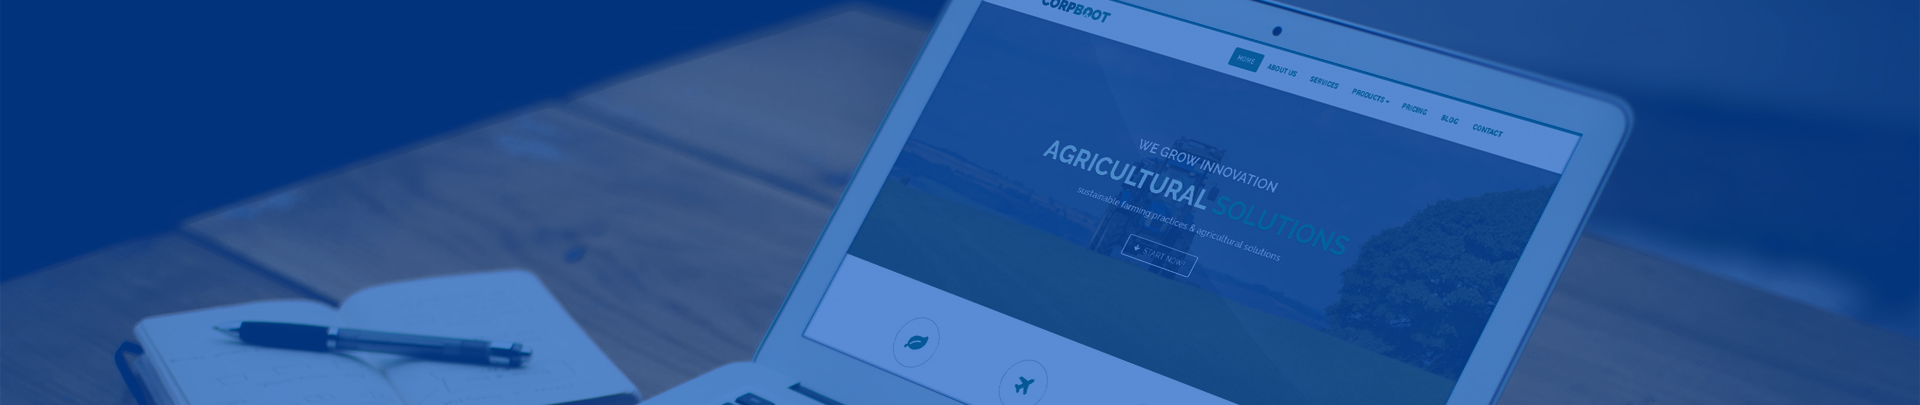 CORPBOOT
HOME ABOUT US SERVICES PRODUCTS PRICING BLOG CONTACT
WE GROW INNOVATION
AGRICULTURAL SOLUTIONS
sustainable farming practices & agricultural solutions
START NOW!